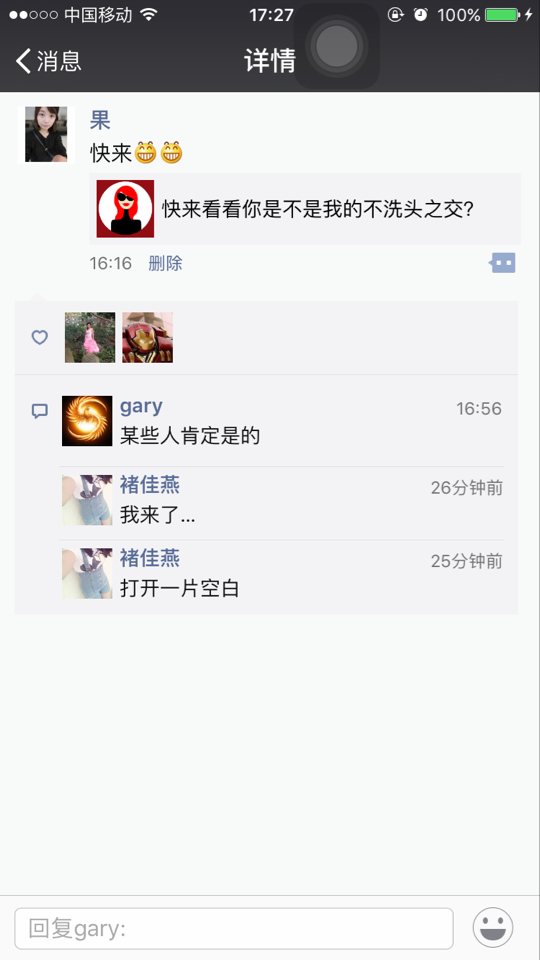 中国移动 17:27 100%
消息 详情
果
快来😁😁
快来看看你是不是我的不洗头之交?
16:16 删除
gary 16:56
某些人肯定是的
褚佳燕 26分钟前
我来了...
褚佳燕 25分钟前
打开一片空白
回复gary: